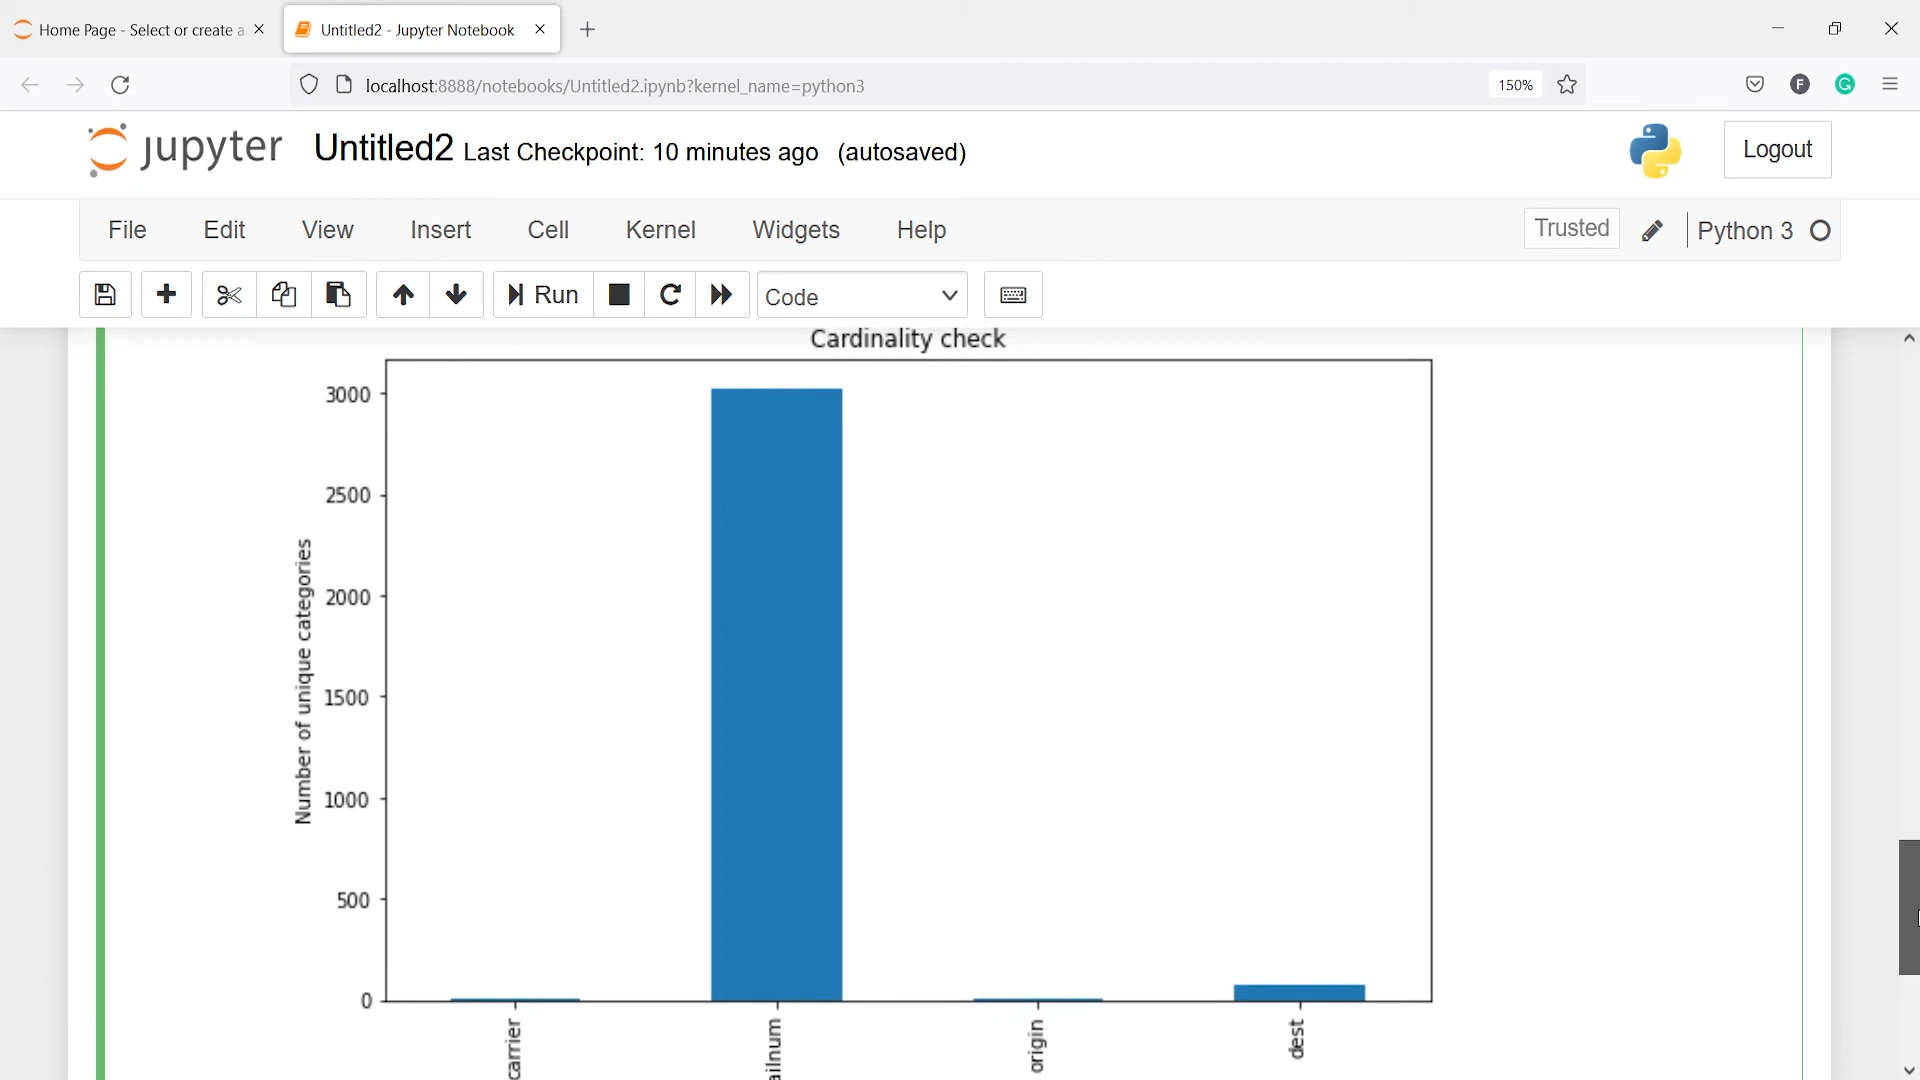 Home Page - Select or create a
Untitled2 - Jupyter Notebook
localhost:8888/notebooks/Untitled2.ipynb?kernel_name=python3
150%
F
G
jupyter Untitled2 Last Checkpoint: 10 minutes ago (autosaved)
Logout
File Edit View Insert Cell Kernel Widgets Help
Trusted
Python 3
Run
Code
Cardinality check
3000
2500
2000
1500
1000
500
0
Number of unique categories
carrier
ailnum
origin
dest